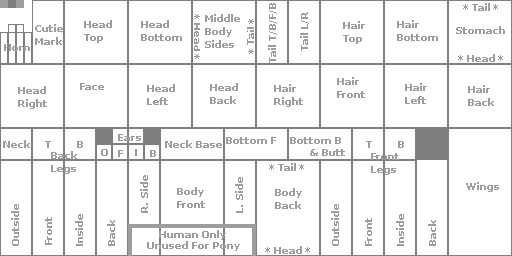 Horn
Cutie
Mark
Head
Top
Head
Bottom
* Head *
Middle
Body
Sides
* Tail *
Tail T/B/F/B
Tail L/R
Hair
Top
Hair
Bottom
* Tail *
Stomach
* Head *
Head
Right
Face
Head
Left
Head
Back
Hair
Right
Hair
Front
Hair
Left
Hair
Back
Neck
T
B
Back
Legs
Ears
O
F
I
B
Neck Base
Bottom F
Bottom B
& Butt
T
B
Front
Legs
Wings
Outside
Front
Inside
Back
R. Side
Body
Front
L. Side
* Tail *
Body
Back
* Head *
Outside
Front
Inside
Back
Human Only
Unused For Pony